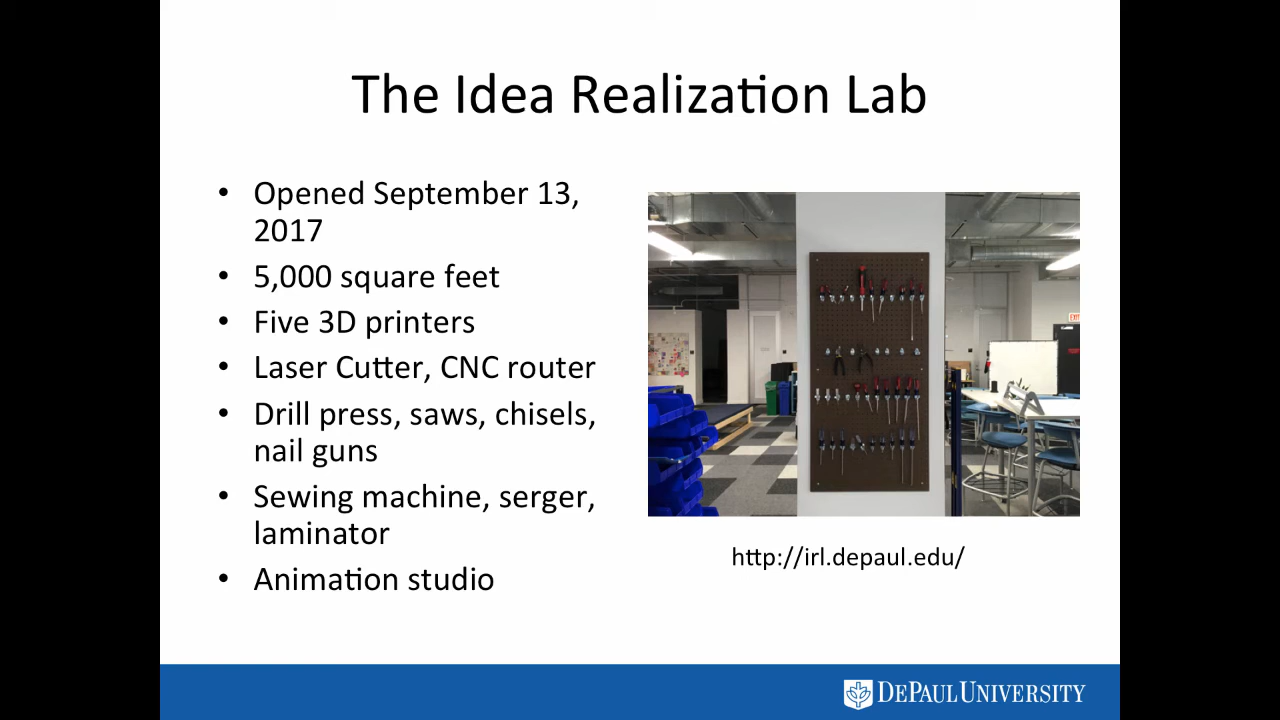 The Idea Realization Lab
• Opened September 13,
2017
• 5,000 square feet
• Five 3D printers
• Laser Cutter, CNC router
• Drill press, saws, chisels,
nail guns
• Sewing machine, serger,
laminator
• Animation studio
http://irl.depaul.edu/
DEPAUL UNIVERSITY